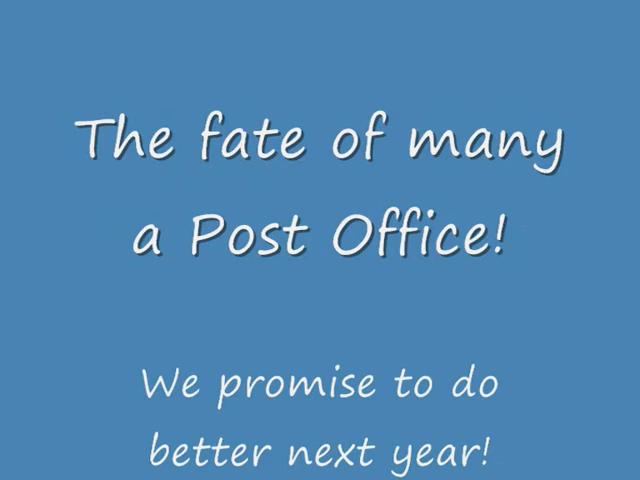 The fate of many
a Post Office!
We promise to do
better next year!